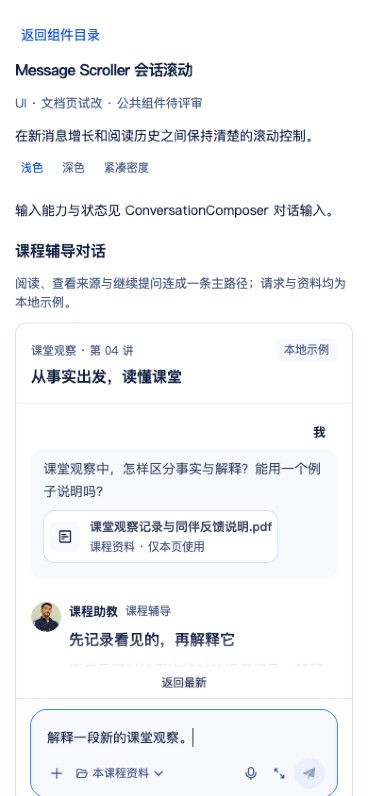 返回组件目录
Message Scroller 会话滚动
UI · 文档页试改 · 公共组件待评审
在新消息增长和阅读历史之间保持清楚的滚动控制。
浅色 深色 紧凑密度
输入能力与状态见 ConversationComposer 对话输入。
课程辅导对话
阅读、查看来源与继续提问连成一条主路径；请求与资料均为
本地示例。
课堂观察 · 第 04 讲 本地示例
从事实出发，读懂课堂
我
课堂观察中，怎样区分事实与解释？能用一个例
子说明吗？
课堂观察记录与同伴反馈说明.pdf
课程资料 · 仅本页使用
课程助教 课程辅导
先记录看见的，再解释它
返回最新
解释一段新的课堂观察。
本课程资料